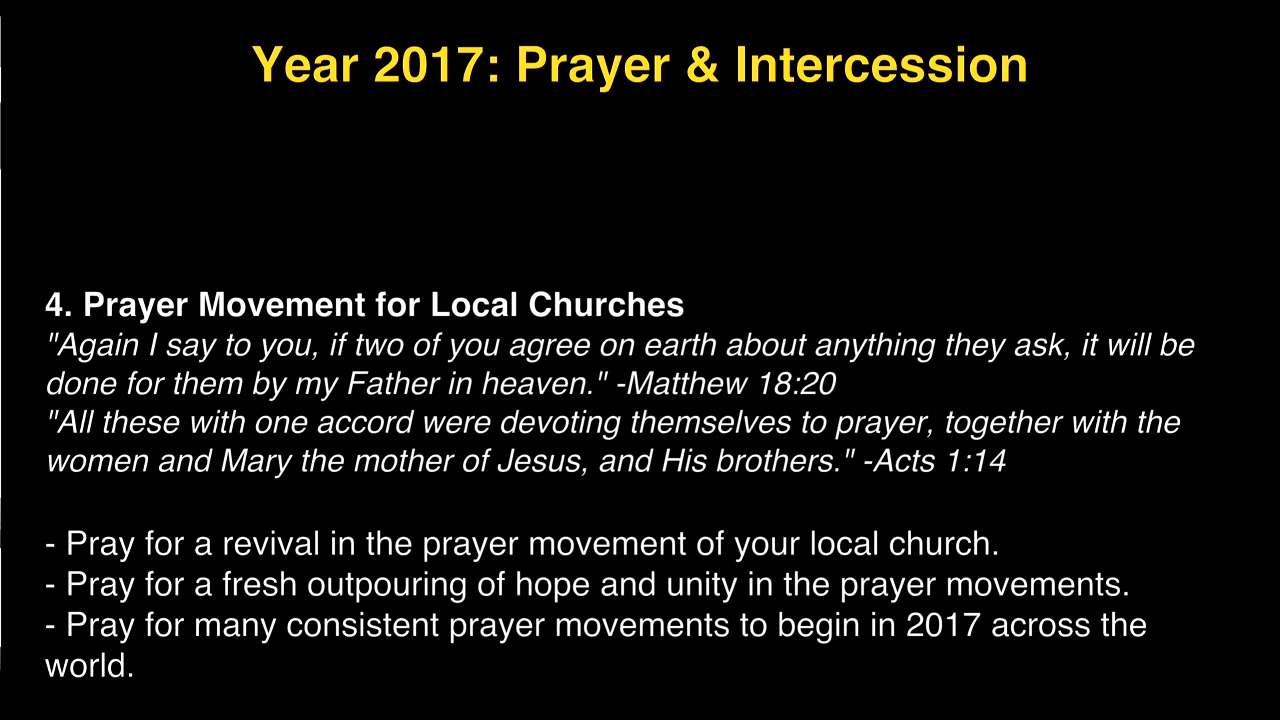 Year 2017: Prayer & Intercession
4. Prayer Movement for Local Churches
"Again I say to you, if two of you agree on earth about anything they ask, it will be
done for them by my Father in heaven." -Matthew 18:20
"All these with one accord were devoting themselves to prayer, together with the
women and Mary the mother of Jesus, and His brothers." -Acts 1:14
- Pray for a revival in the prayer movement of your local church.
- Pray for a fresh outpouring of hope and unity in the prayer movements.
- Pray for many consistent prayer movements to begin in 2017 across the
world.